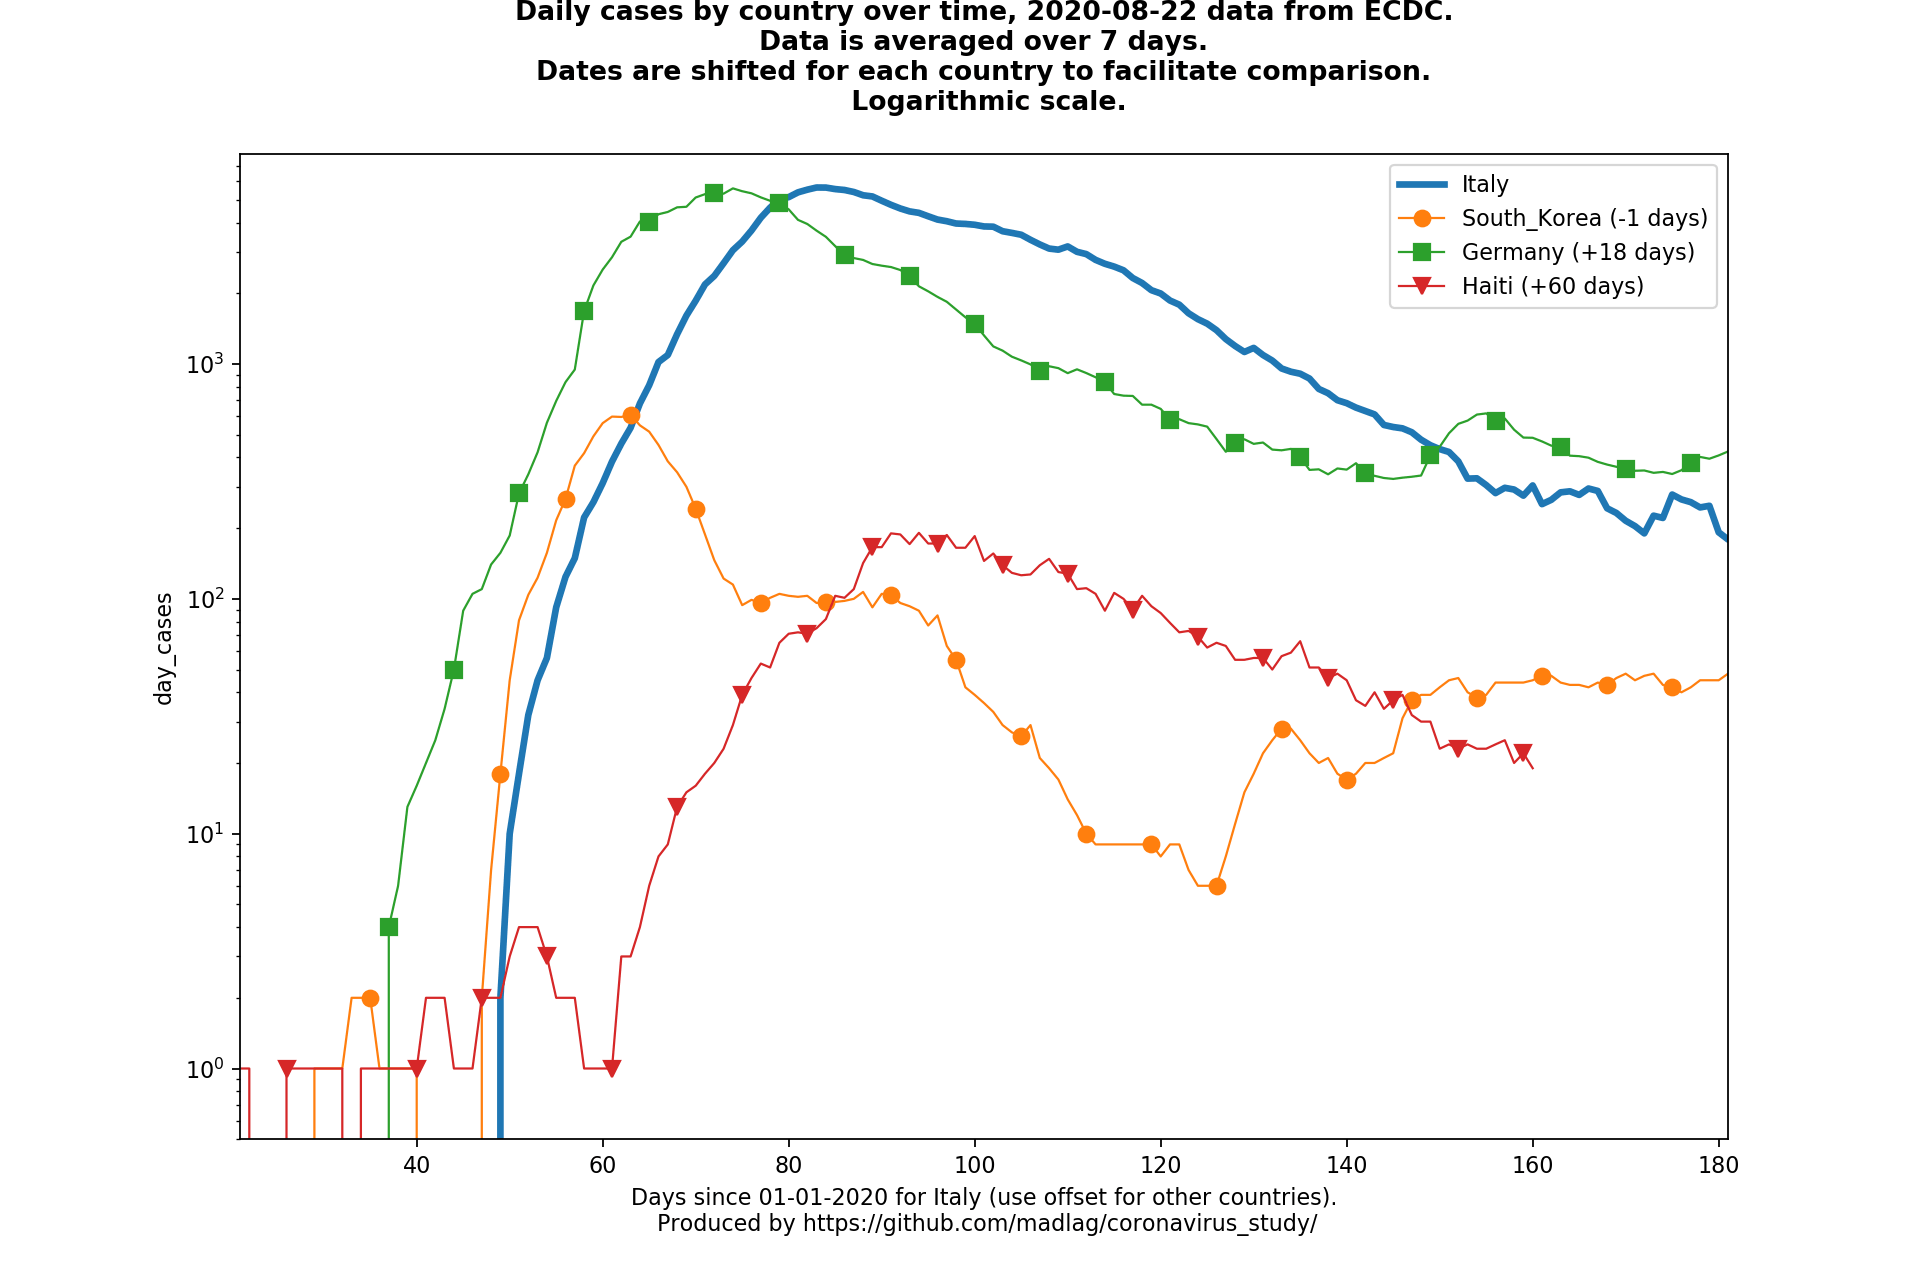 Daily cases by country over time, 2020-08-22 data from ECDC.
Data is averaged over 7 days.
Dates are shifted for each country to facilitate comparison.
Logarithmic scale.
Italy
South_Korea (-1 days)
Germany (+18 days)
Haiti (+60 days)
10³
10²
10¹
10⁰
day_cases
40 60 80 100 120 140 160 180
Days since 01-01-2020 for Italy (use offset for other countries).
Produced by https://github.com/madlag/coronavirus_study/